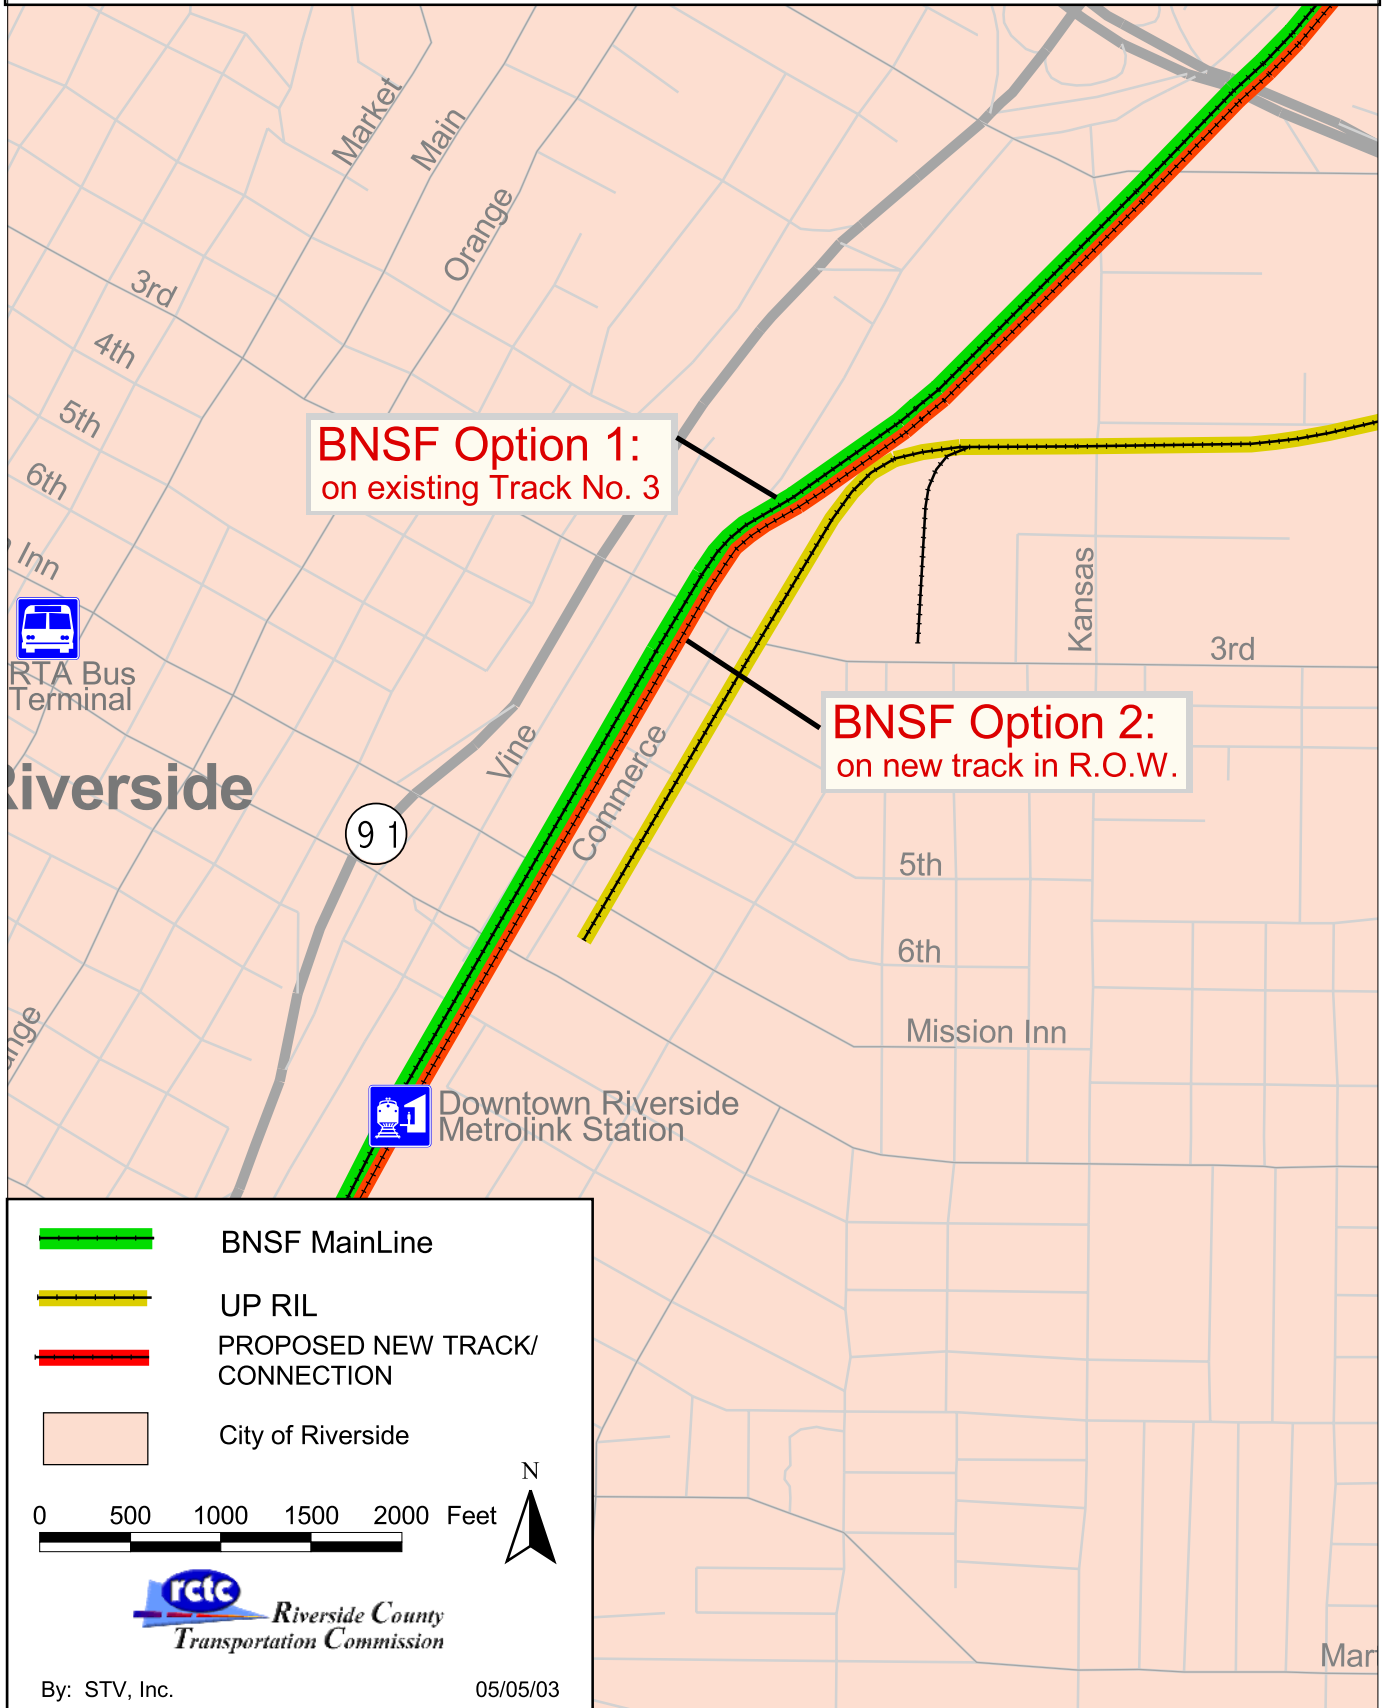 Market
Main
Orange
3rd
4th
5th
6th
Inn
BNSF Option 1:
on existing Track No. 3
RTA Bus
Terminal
Riverside
Vine
91
Commerce
Kansas
3rd
BNSF Option 2:
on new track in R.O.W.
5th
6th
Mission Inn
ange
Downtown Riverside
Metrolink Station
BNSF MainLine
UP RIL
PROPOSED NEW TRACK/
CONNECTION
City of Riverside
N
0 500 1000 1500 2000 Feet
rctc
Riverside County
Transportation Commission
By: STV, Inc. 05/05/03
Mar